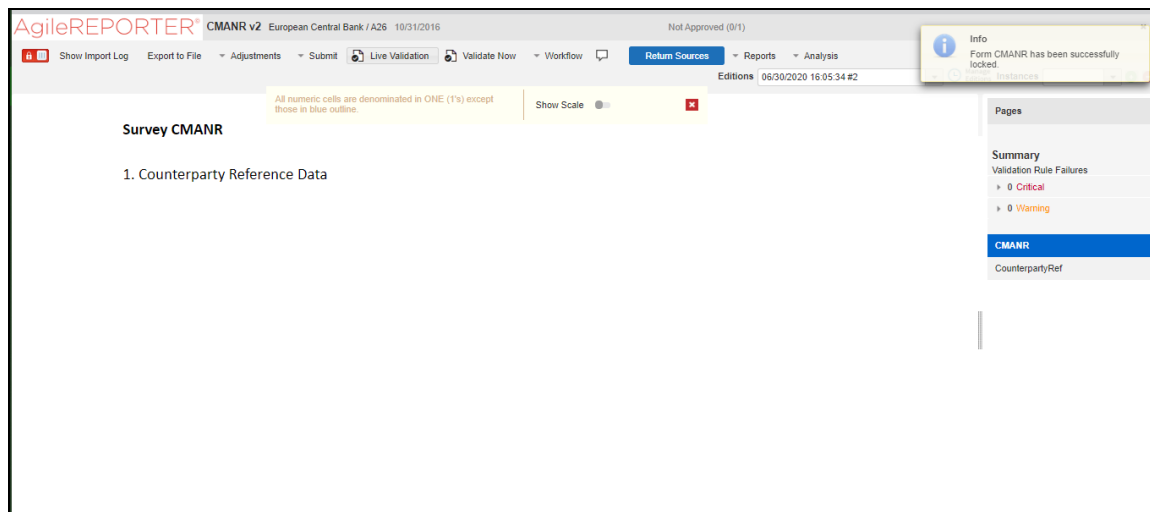 AgileREPORTER® CMANR v2 European Central Bank / A26 10/31/2016 Not Approved (0/1)
Info
Form CMANR has been successfully
locked.
Show Import Log Export to File Adjustments Submit Live Validation Validate Now Workflow Return Sources Reports Analysis
Editions 06/30/2020 16:05:34 #2 Instances
All numeric cells are denominated in ONE (1's) except
those in blue outline.
Show Scale
Survey CMANR
1. Counterparty Reference Data
Pages
Summary
Validation Rule Failures
0 Critical
0 Warning
CMANR
CounterpartyRef